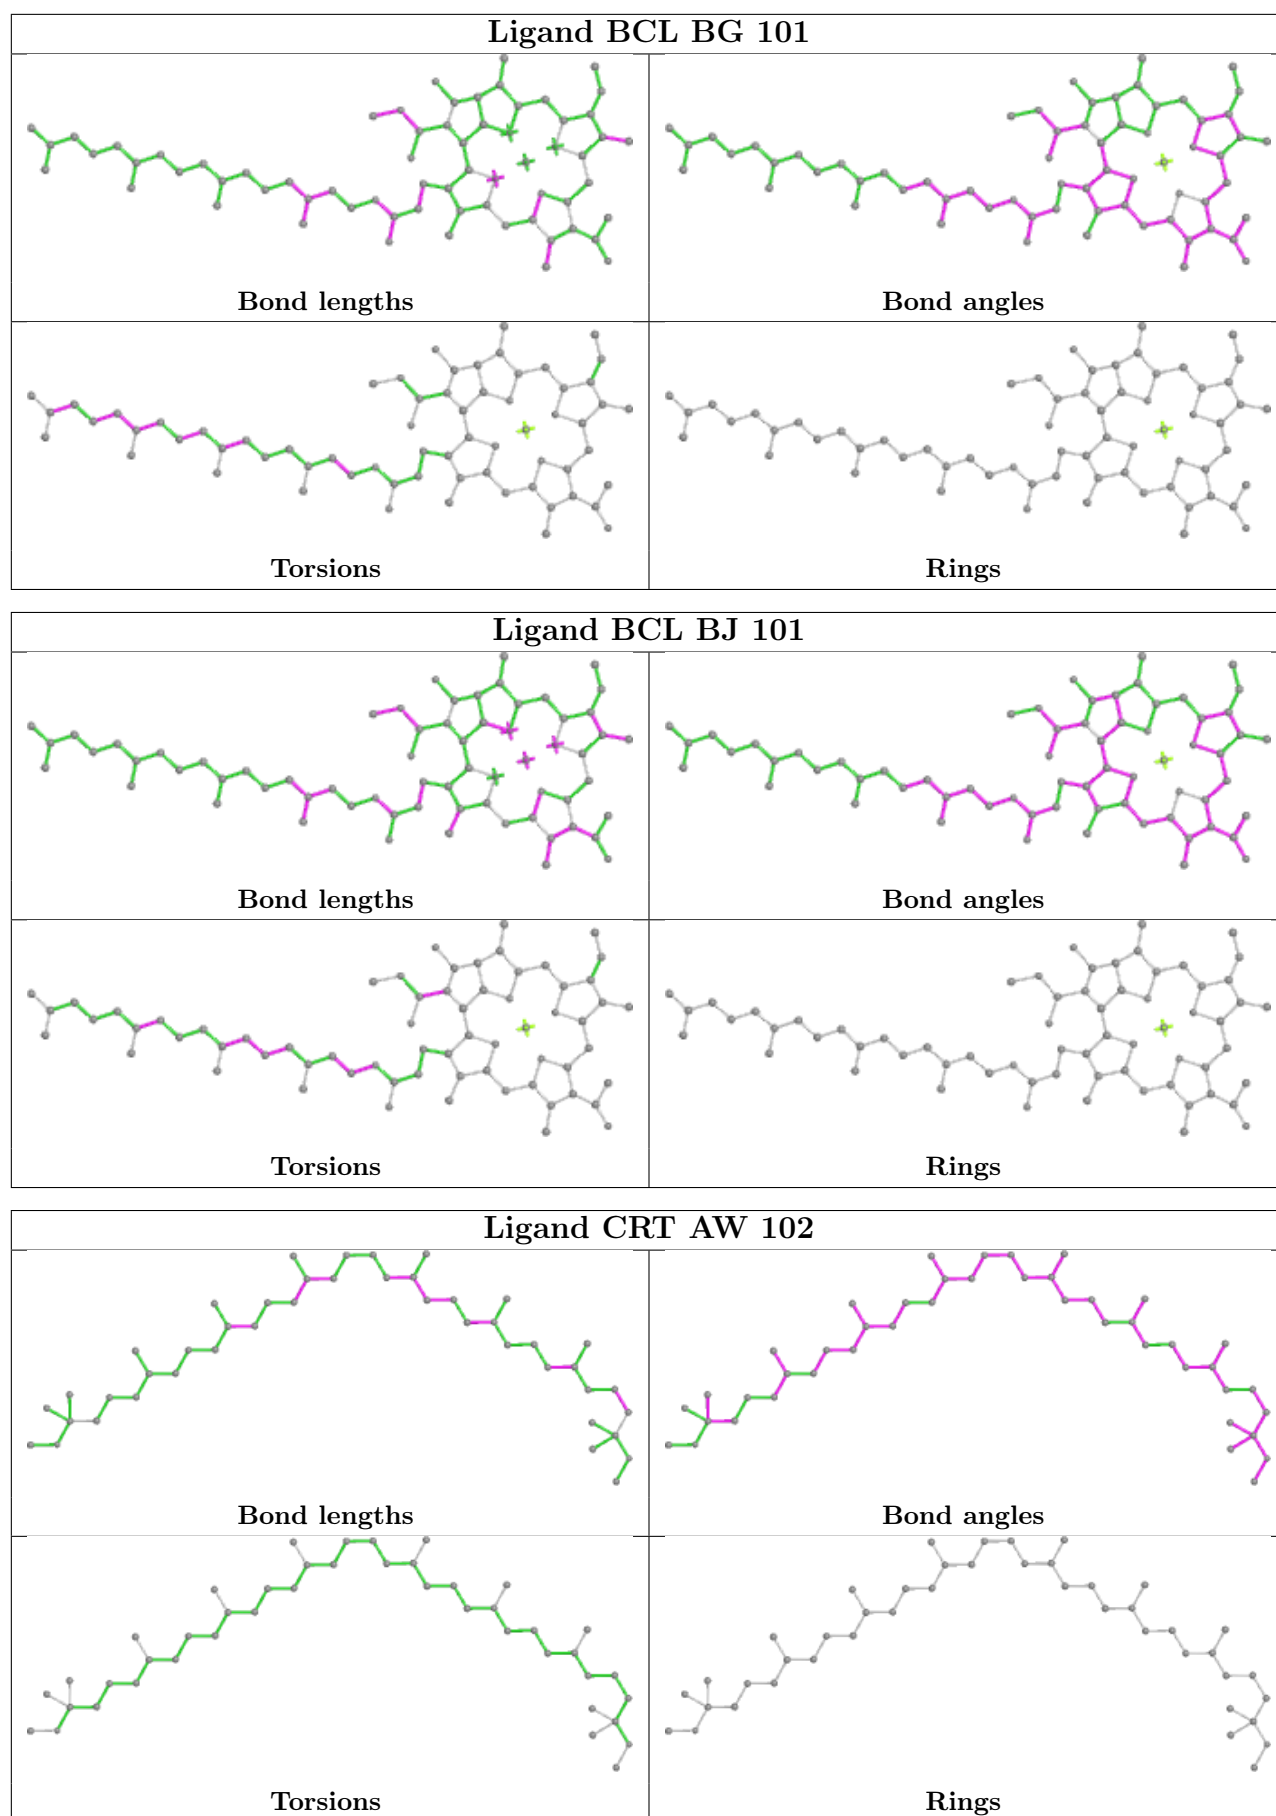 Ligand BCL BG 101
Bond lengths
Bond angles
Torsions
Rings
Ligand BCL BJ 101
Bond lengths
Bond angles
Torsions
Rings
Ligand CRT AW 102
Bond lengths
Bond angles
Torsions
Rings